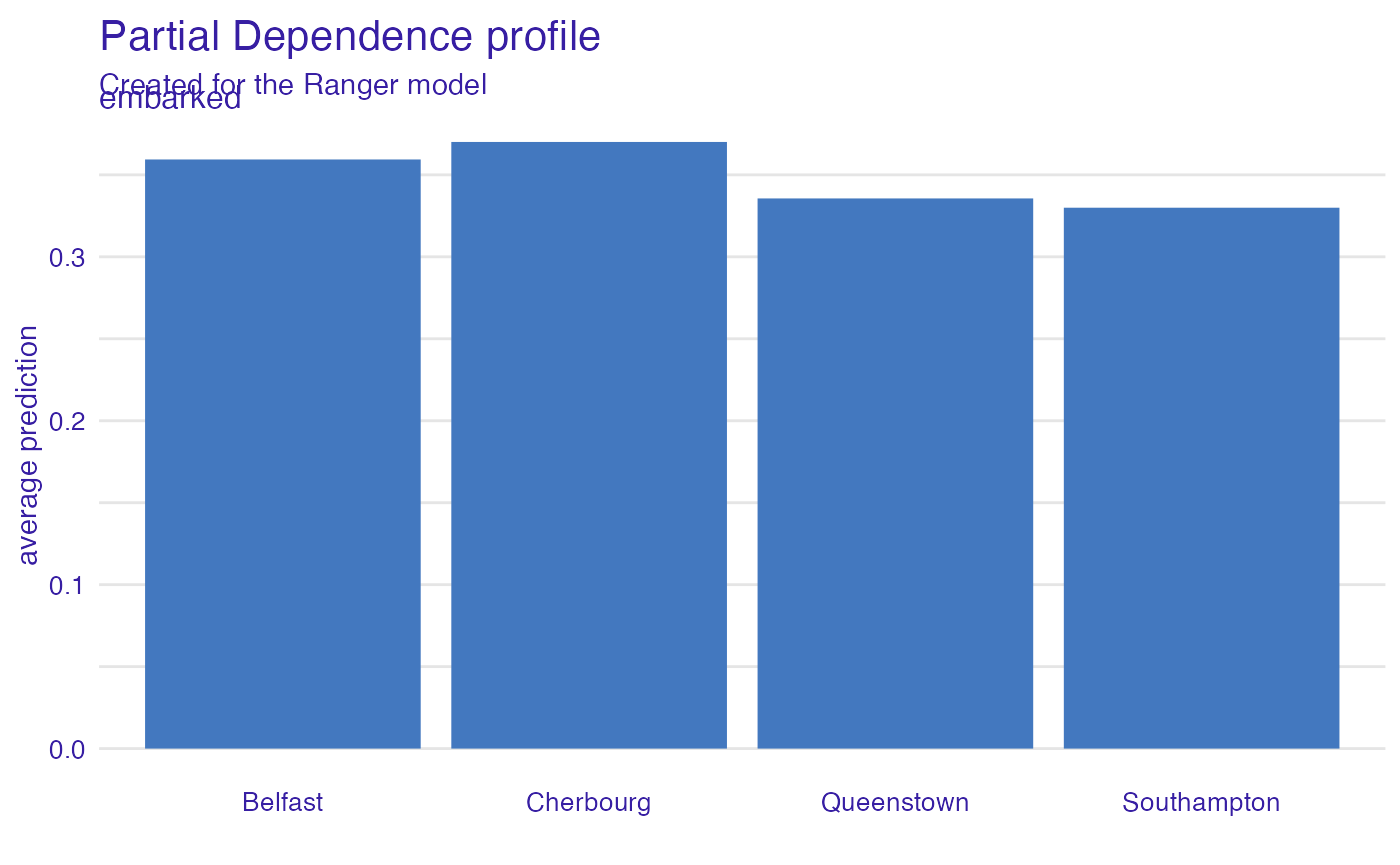 Partial Dependence profile
Created for the Ranger model
embarked
average prediction
0.3
0.2
0.1
0.0
Belfast Cherbourg Queenstown Southampton